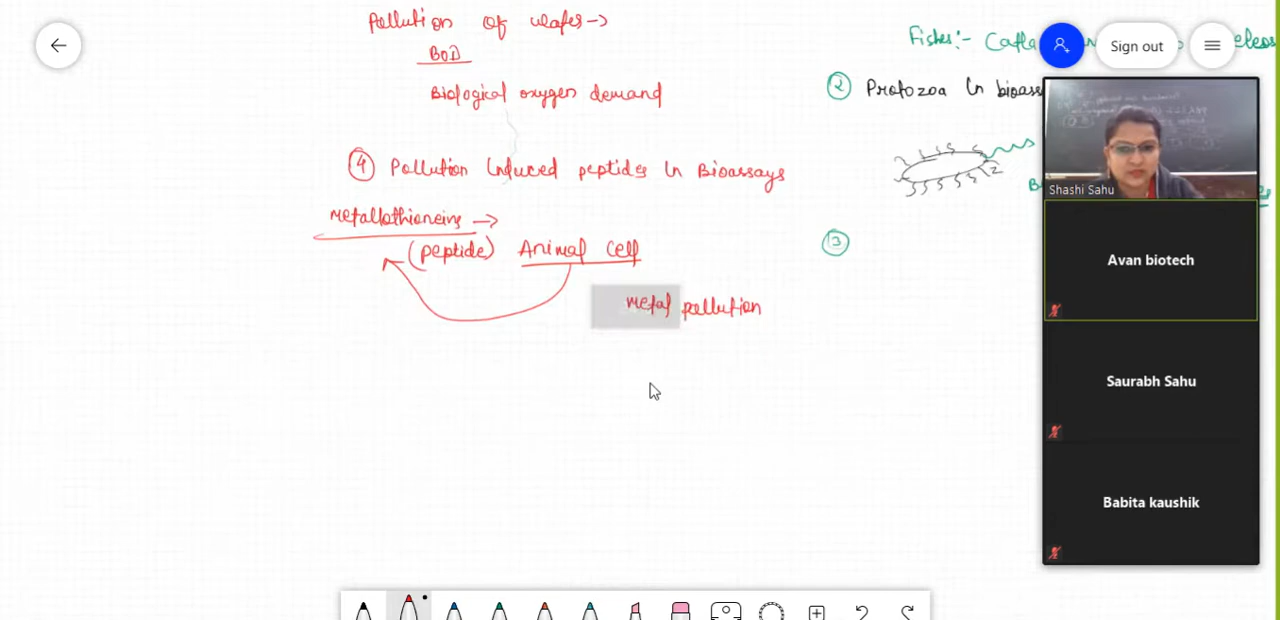 Pollution of water →
BOD
Biological oxygen demand
④ Pollution Induced peptides in Bioassays
metallothioneins →
(peptide) Animal cell
metal pollution
Fishes:- Catla
② Protozoa in bioass
③
Sign out
Shashi Sahu
Avan biotech
Saurabh Sahu
Babita kaushik